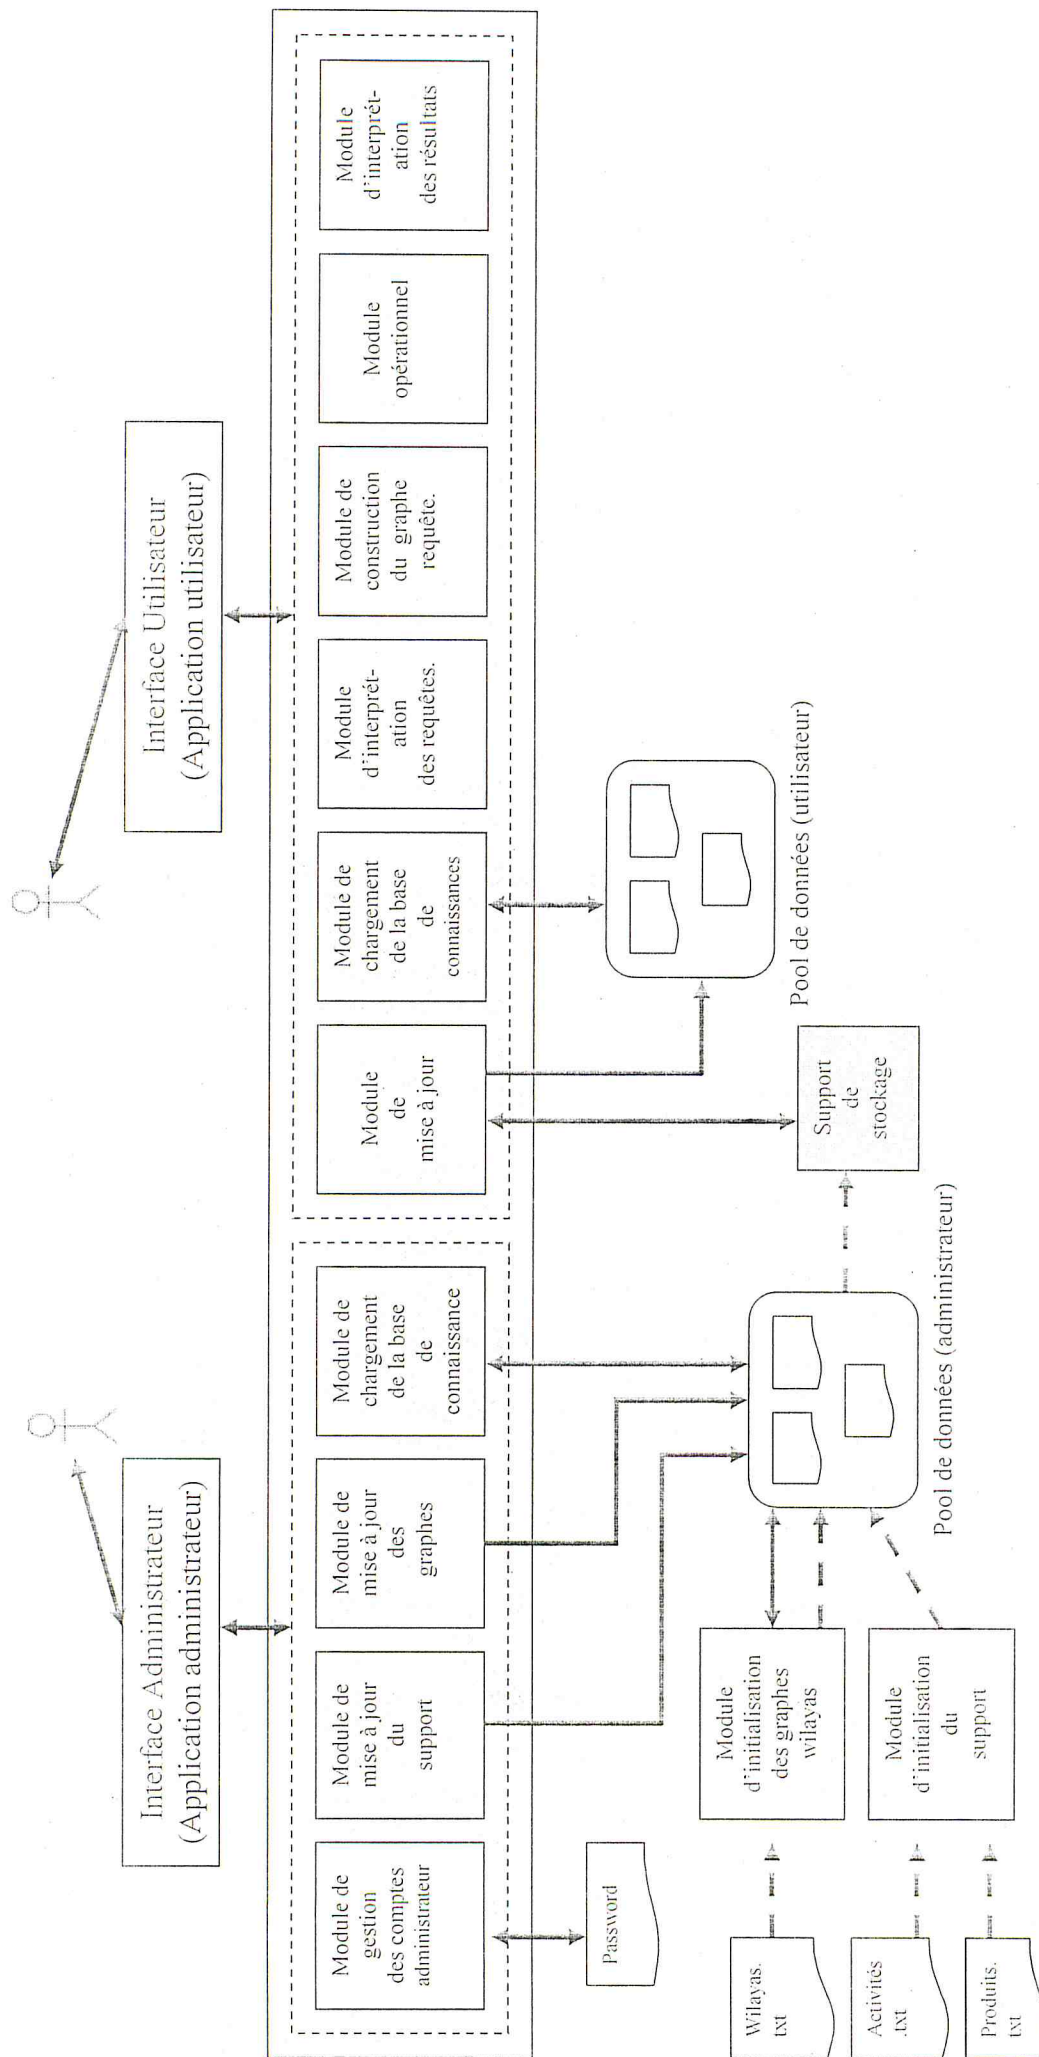 Interface Administrateur
(Application administrateur)
Interface Utilisateur
(Application utilisateur)
Module de
gestion
des comptes
administrateur
Module de
mise à jour
du
support
Module de
mise à jour
des
graphes
Module de
chargement
de la base
de
connaissance
Module
de
mise à jour
Module de
chargement
de la base
de
connaissances
Module
d'interprét-
ation
des requêtes.
Module de
construction
du graphe
requête.
Module
opérationnel
Module
d'interprét-
ation
des résultats
Password
Wilayas.
txt
Activités
.txt
Produits.
txt
Module
d'initialisation
des graphes
wilayas
Module
d'initialisation
du
support
Pool de données (administrateur)
Support
de
stockage
Pool de données (utilisateur)